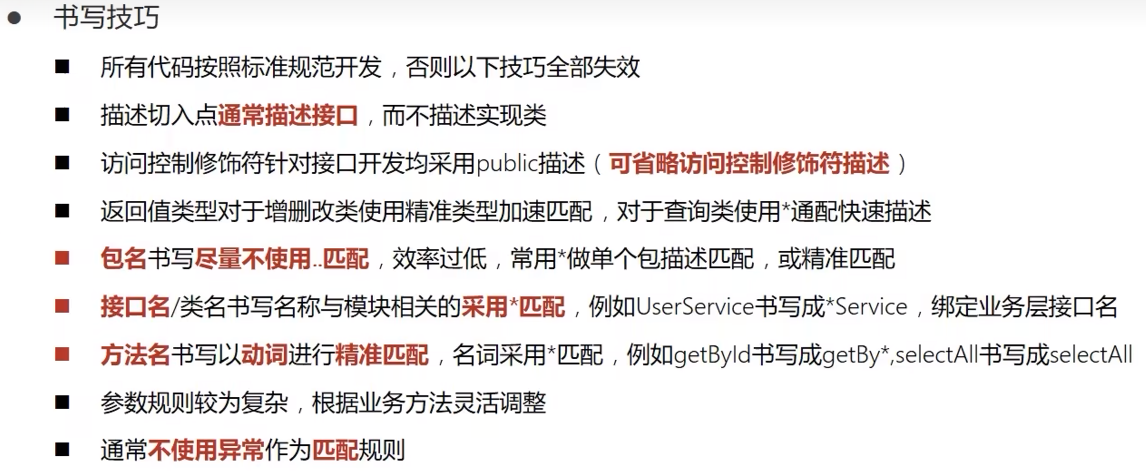 书写技巧
所有代码按照标准规范开发，否则以下技巧全部失效
描述切入点通常描述接口，而不描述实现类
访问控制修饰符针对接口开发均采用public描述（可省略访问控制修饰符描述）
返回值类型对于增删改类使用精准类型加速匹配，对于查询类使用*通配快速描述
包名书写尽量不使用..匹配，效率过低，常用*做单个包描述匹配，或精准匹配
接口名/类名书写名称与模块相关的采用*匹配，例如UserService书写成*Service，绑定业务层接口名
方法名书写以动词进行精准匹配，名词采用*匹配，例如getById书写成getBy*,selectAll书写成selectAll
参数规则较为复杂，根据业务方法灵活调整
通常不使用异常作为匹配规则